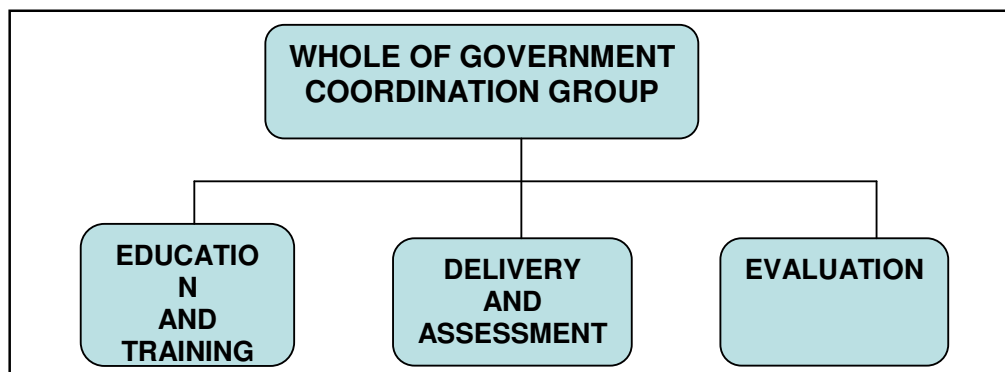 WHOLE OF GOVERNMENT
COORDINATION GROUP
EDUCATIO
N
AND
TRAINING
DELIVERY
AND
ASSESSMENT
EVALUATION